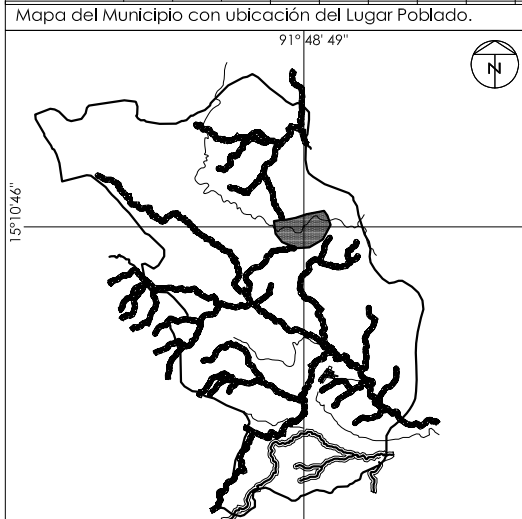 Mapa del Municipio con ubicación del Lugar Poblado.
91° 48' 49"
N
15°10'46"